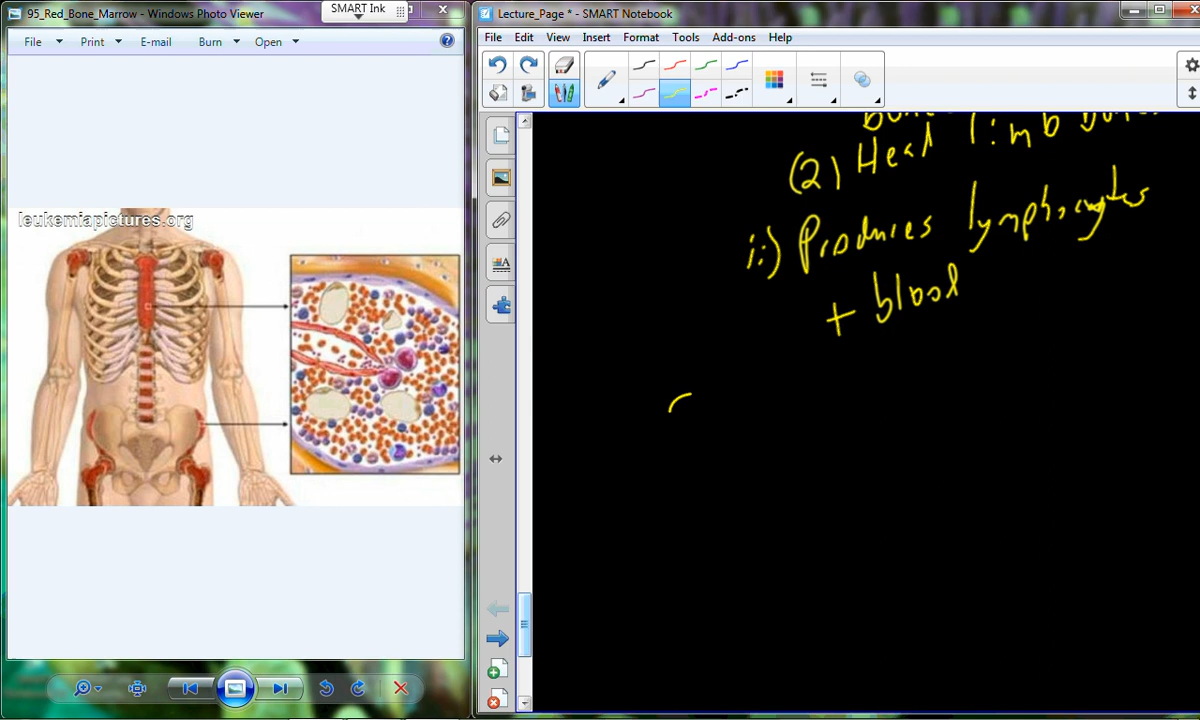 95_Red_Bone_Marrow - Windows Photo Viewer
SMART Ink
File Print E-mail Burn Open
leukemiapictures.org
Lecture_Page * - SMART Notebook
File Edit View Insert Format Tools Add-ons Help
(2) Head limb
ii) Produces lymphocytes
+ blood